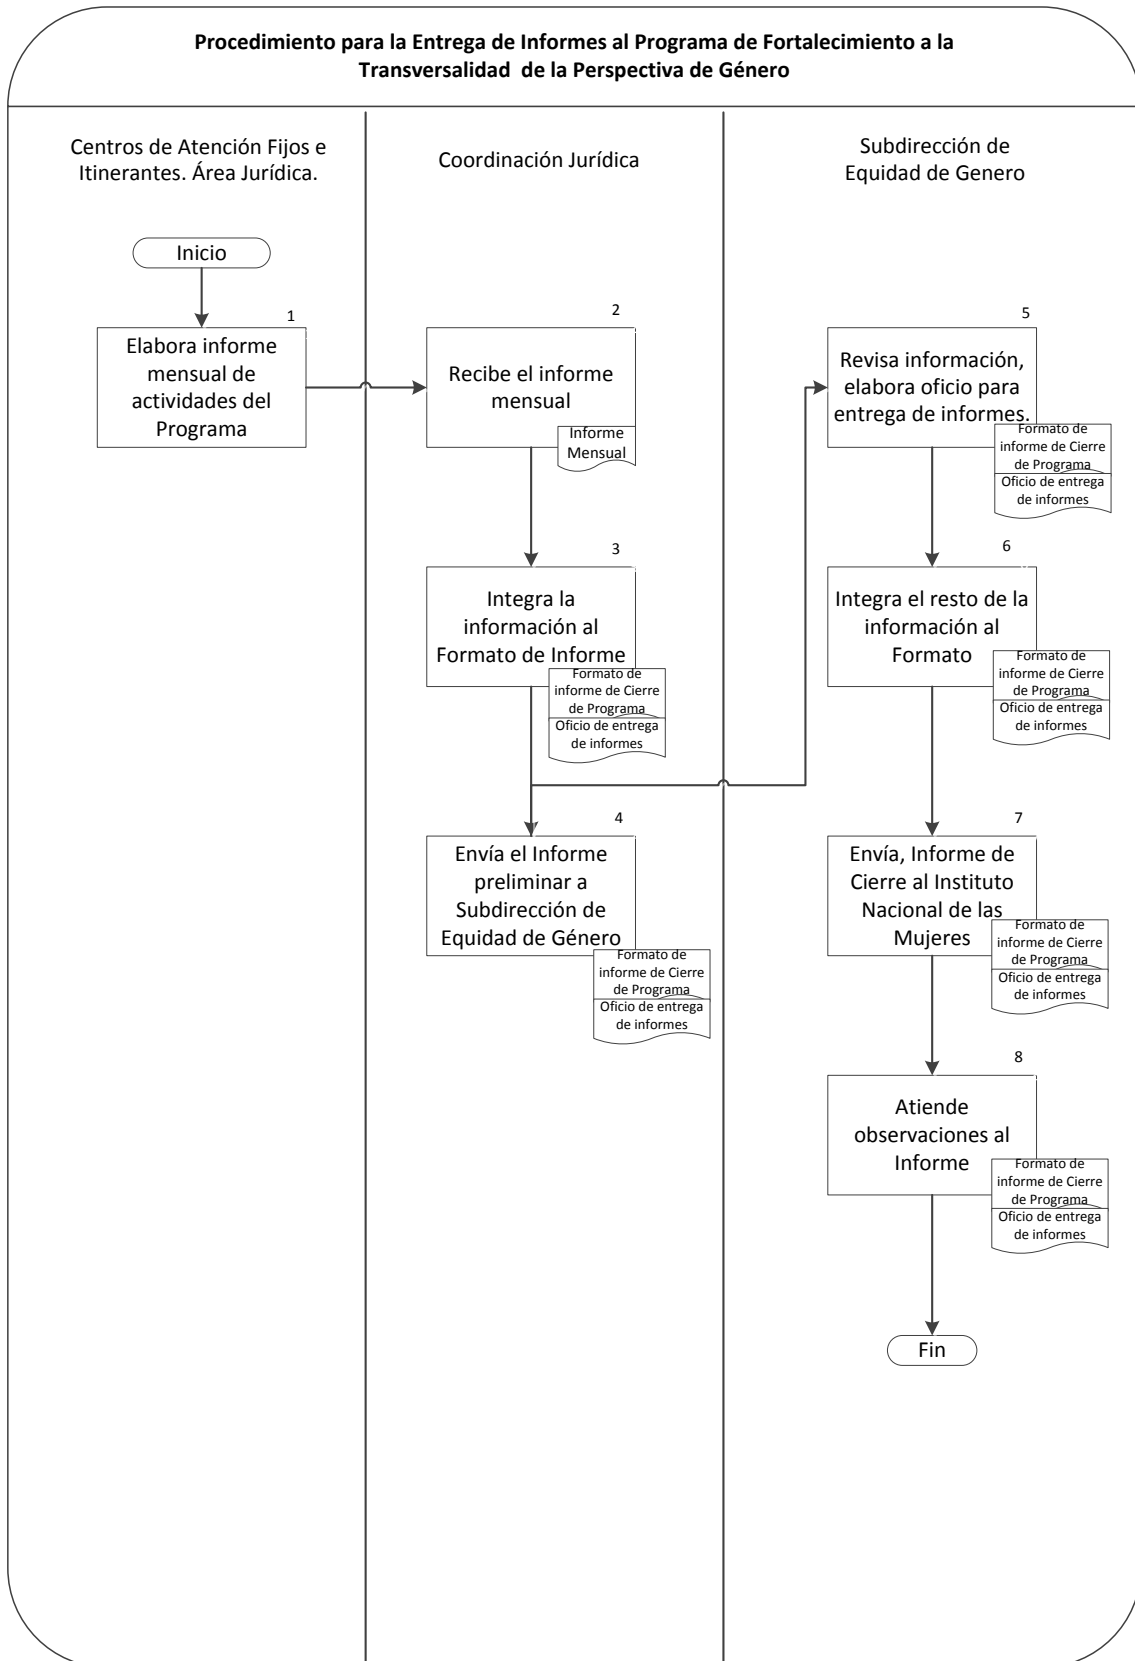 Procedimiento para la Entrega de Informes al Programa de Fortalecimiento a la
Transversalidad de la Perspectiva de Género
Centros de Atención Fijos e
Itinerantes. Área Jurídica.
Coordinación Jurídica
Subdirección de
Equidad de Genero
Inicio
1
Elabora informe
mensual de
actividades del
Programa
2
Recibe el informe
mensual
Informe
Mensual
3
Integra la
información al
Formato de Informe
Formato de
informe de Cierre
de Programa
Oficio de entrega
de informes
4
Envía el Informe
preliminar a
Subdirección de
Equidad de Género
Formato de
informe de Cierre
de Programa
Oficio de entrega
de informes
5
Revisa información,
elabora oficio para
entrega de informes.
Formato de
informe de Cierre
de Programa
Oficio de entrega
de informes
6
Integra el resto de la
información al
Formato
Formato de
informe de Cierre
de Programa
Oficio de entrega
de informes
7
Envía, Informe de
Cierre al Instituto
Nacional de las
Mujeres
Formato de
informe de Cierre
de Programa
Oficio de entrega
de informes
8
Atiende
observaciones al
Informe
Formato de
informe de Cierre
de Programa
Oficio de entrega
de informes
Fin